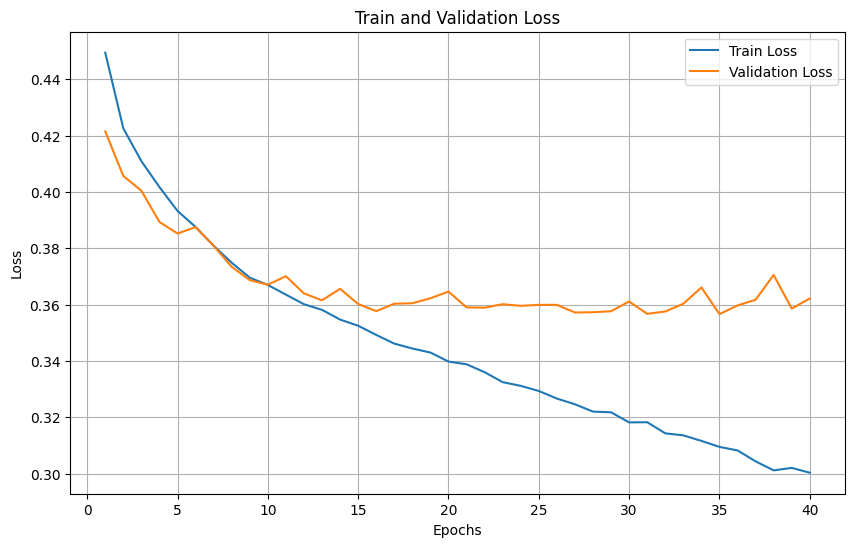 Train and Validation Loss
Train Loss
Validation Loss
0.44
0.42
0.40
0.38
0.36
0.34
0.32
0.30
Loss
0 5 10 15 20 25 30 35 40
Epochs